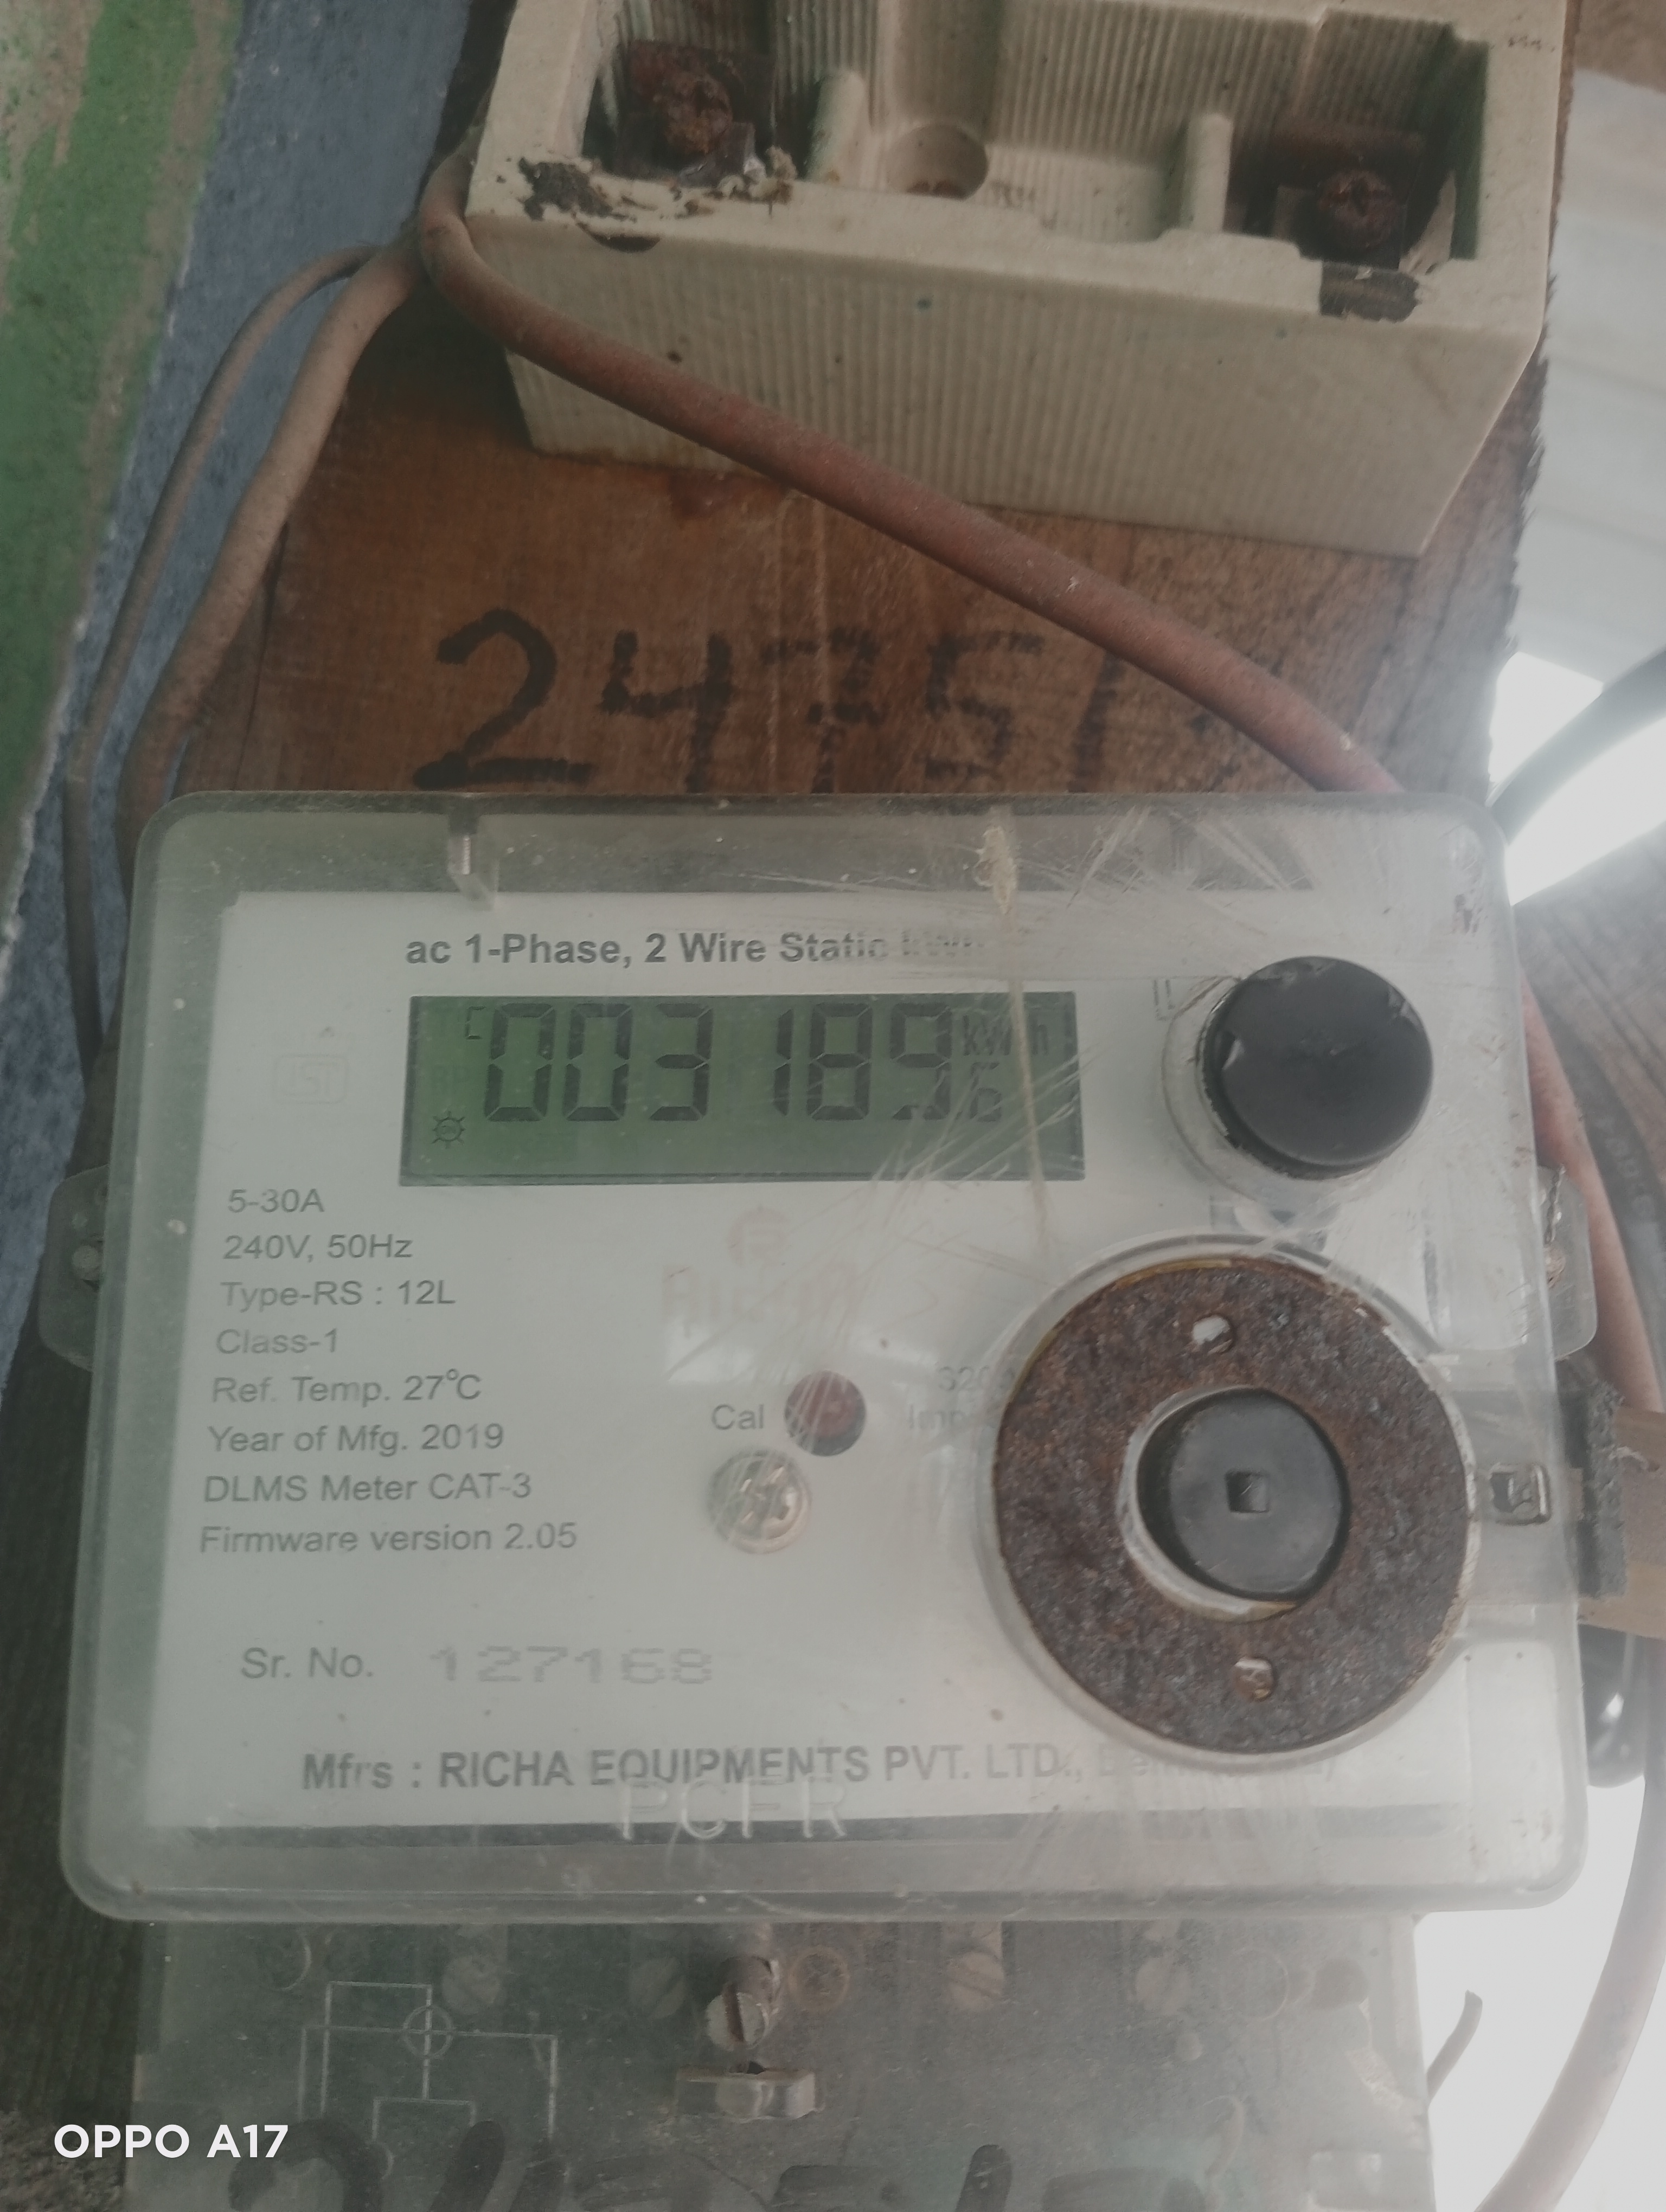 2475
ac 1-Phase, 2 Wire Static
003189.6 kWh
5-30A
240V, 50Hz
Type-RS : 12L
Class-1
Ref. Temp. 27°C
Cal
Year of Mfg. 2019
DLMS Meter CAT-3
Firmware version 2.05
Sr. No. 127168
Mfrs : RICHA EQUIPMENTS PVT. LTD.,
OPPO A17